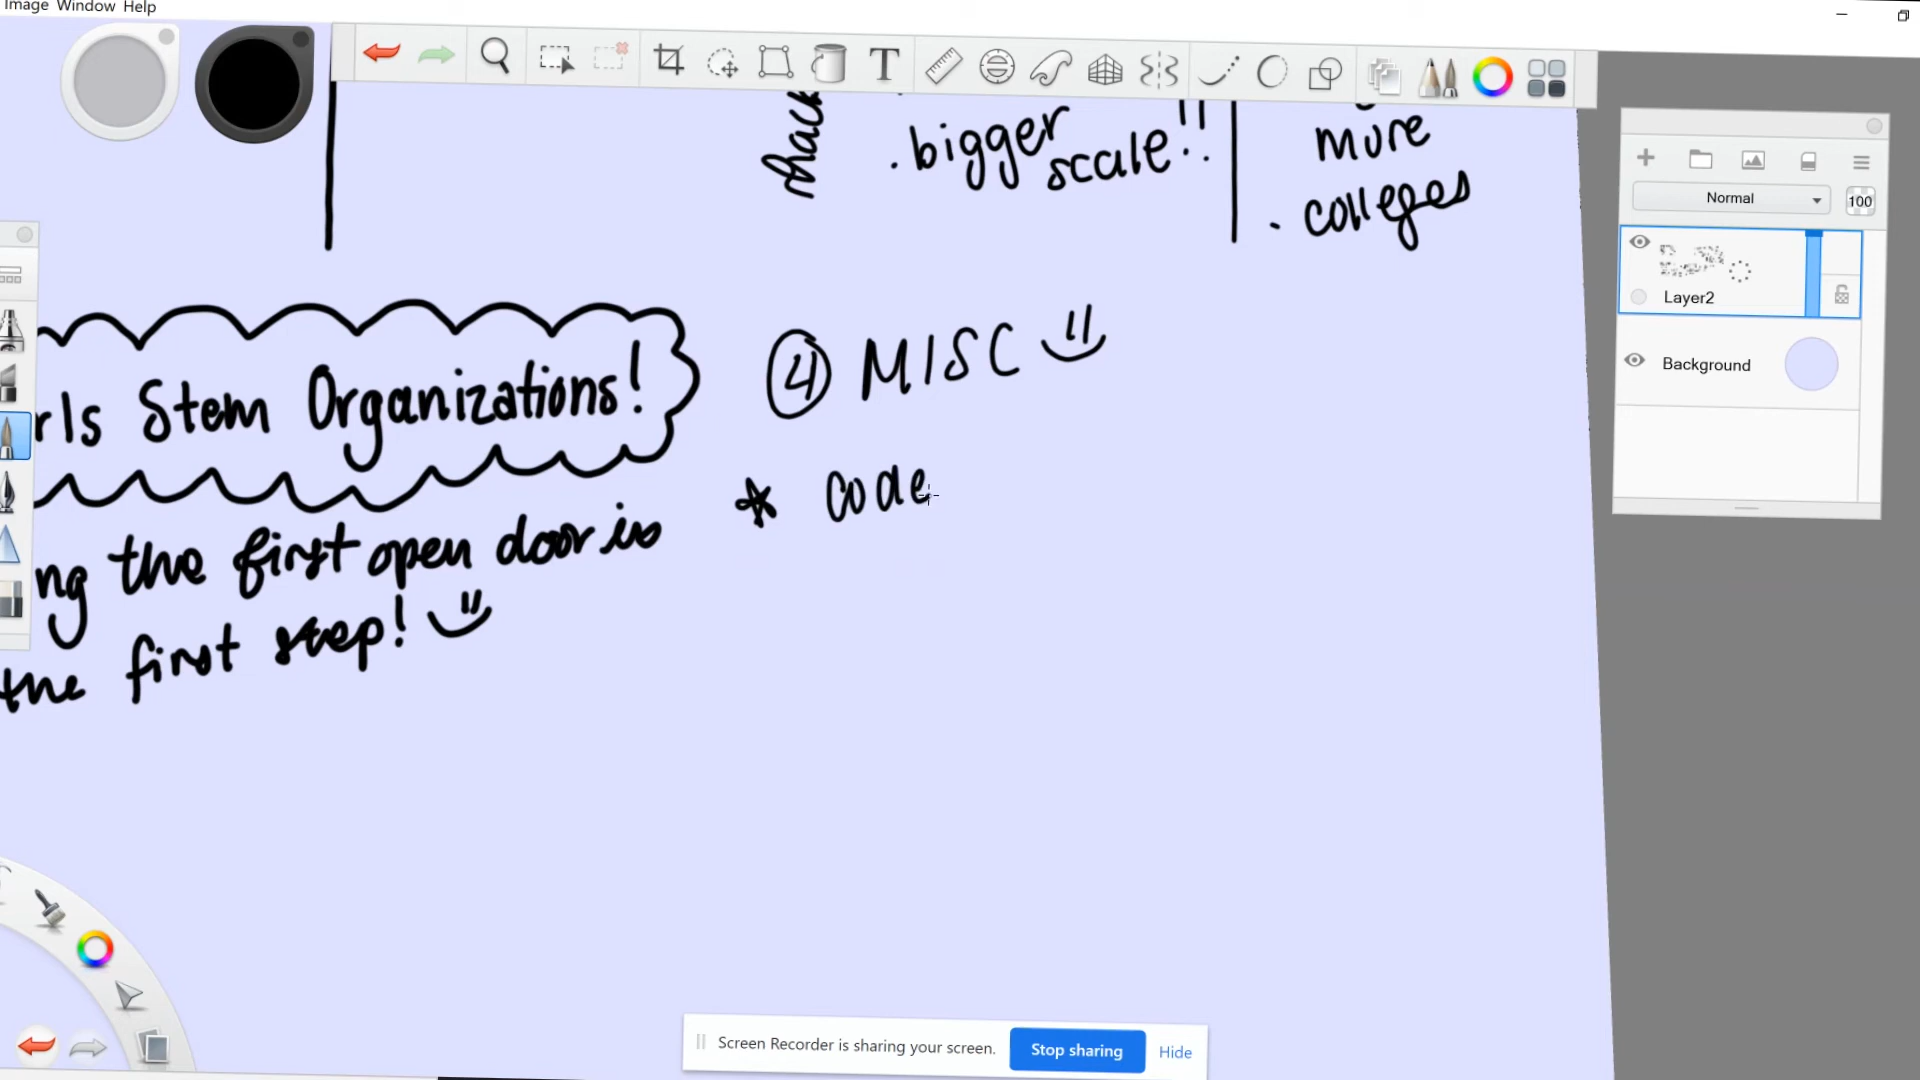 Image Window Help
. bigger
scale!!
more
. colleges
rls Stem Organizations!
ng the first open door is
the first step!
4 MISC
* code
Normal
100
Layer2
Background
Screen Recorder is sharing your screen.
Stop sharing
Hide